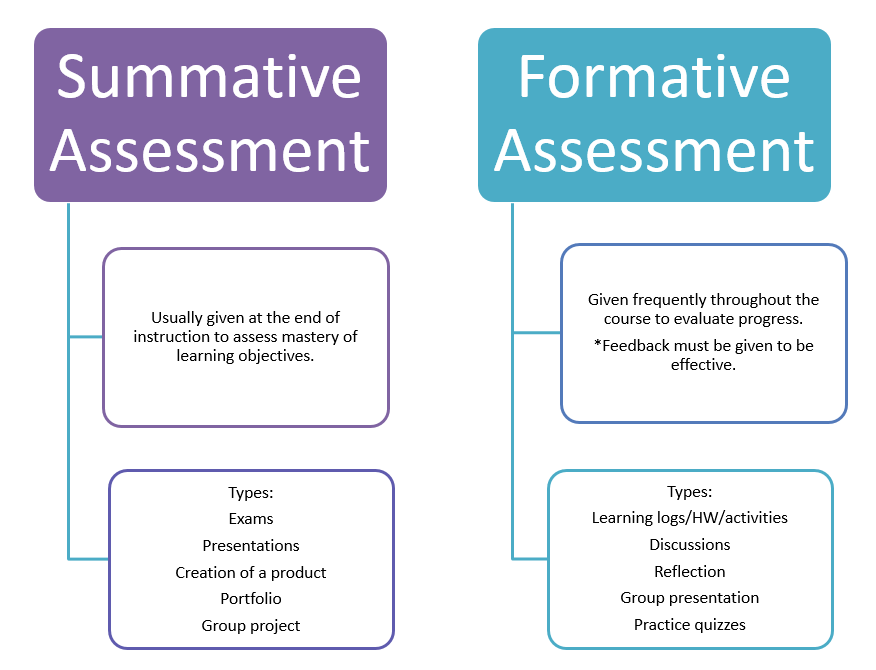 Summative
Assessment
Usually given at the end of
instruction to assess mastery of
learning objectives.
Types:
Exams
Presentations
Creation of a product
Portfolio
Group project
Formative
Assessment
Given frequently throughout the
course to evaluate progress.
*Feedback must be given to be
effective.
Types:
Learning logs/HW/activities
Discussions
Reflection
Group presentation
Practice quizzes